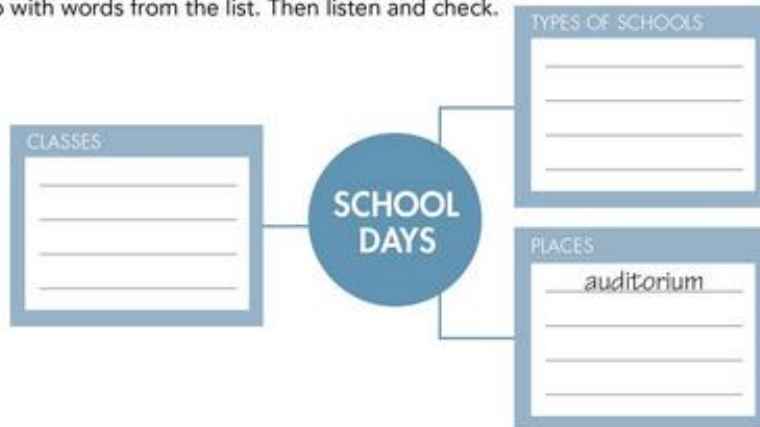 with words from the list. Then listen and check.
TYPES OF SCHOOLS
CLASSES
SCHOOL
DAYS
PLACES
auditorium